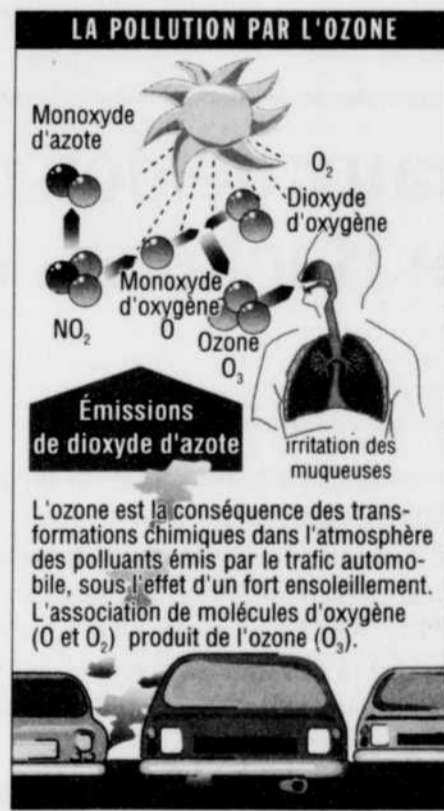 LA POLLUTION PAR L'OZONE
Monoxyde
d'azote
O₂
Dioxyde
d'oxygène
Monoxyde
d'oxygène
O
NO₂
Ozone
O₃
Émissions
de dioxyde d'azote
irritation des
muqueuses
L'ozone est la conséquence des trans-
formations chimiques dans l'atmosphère
des polluants émis par le trafic automo-
bile, sous l'effet d'un fort ensoleillement.
L'association de molécules d'oxygène
(O et O₂) produit de l'ozone (O₃).